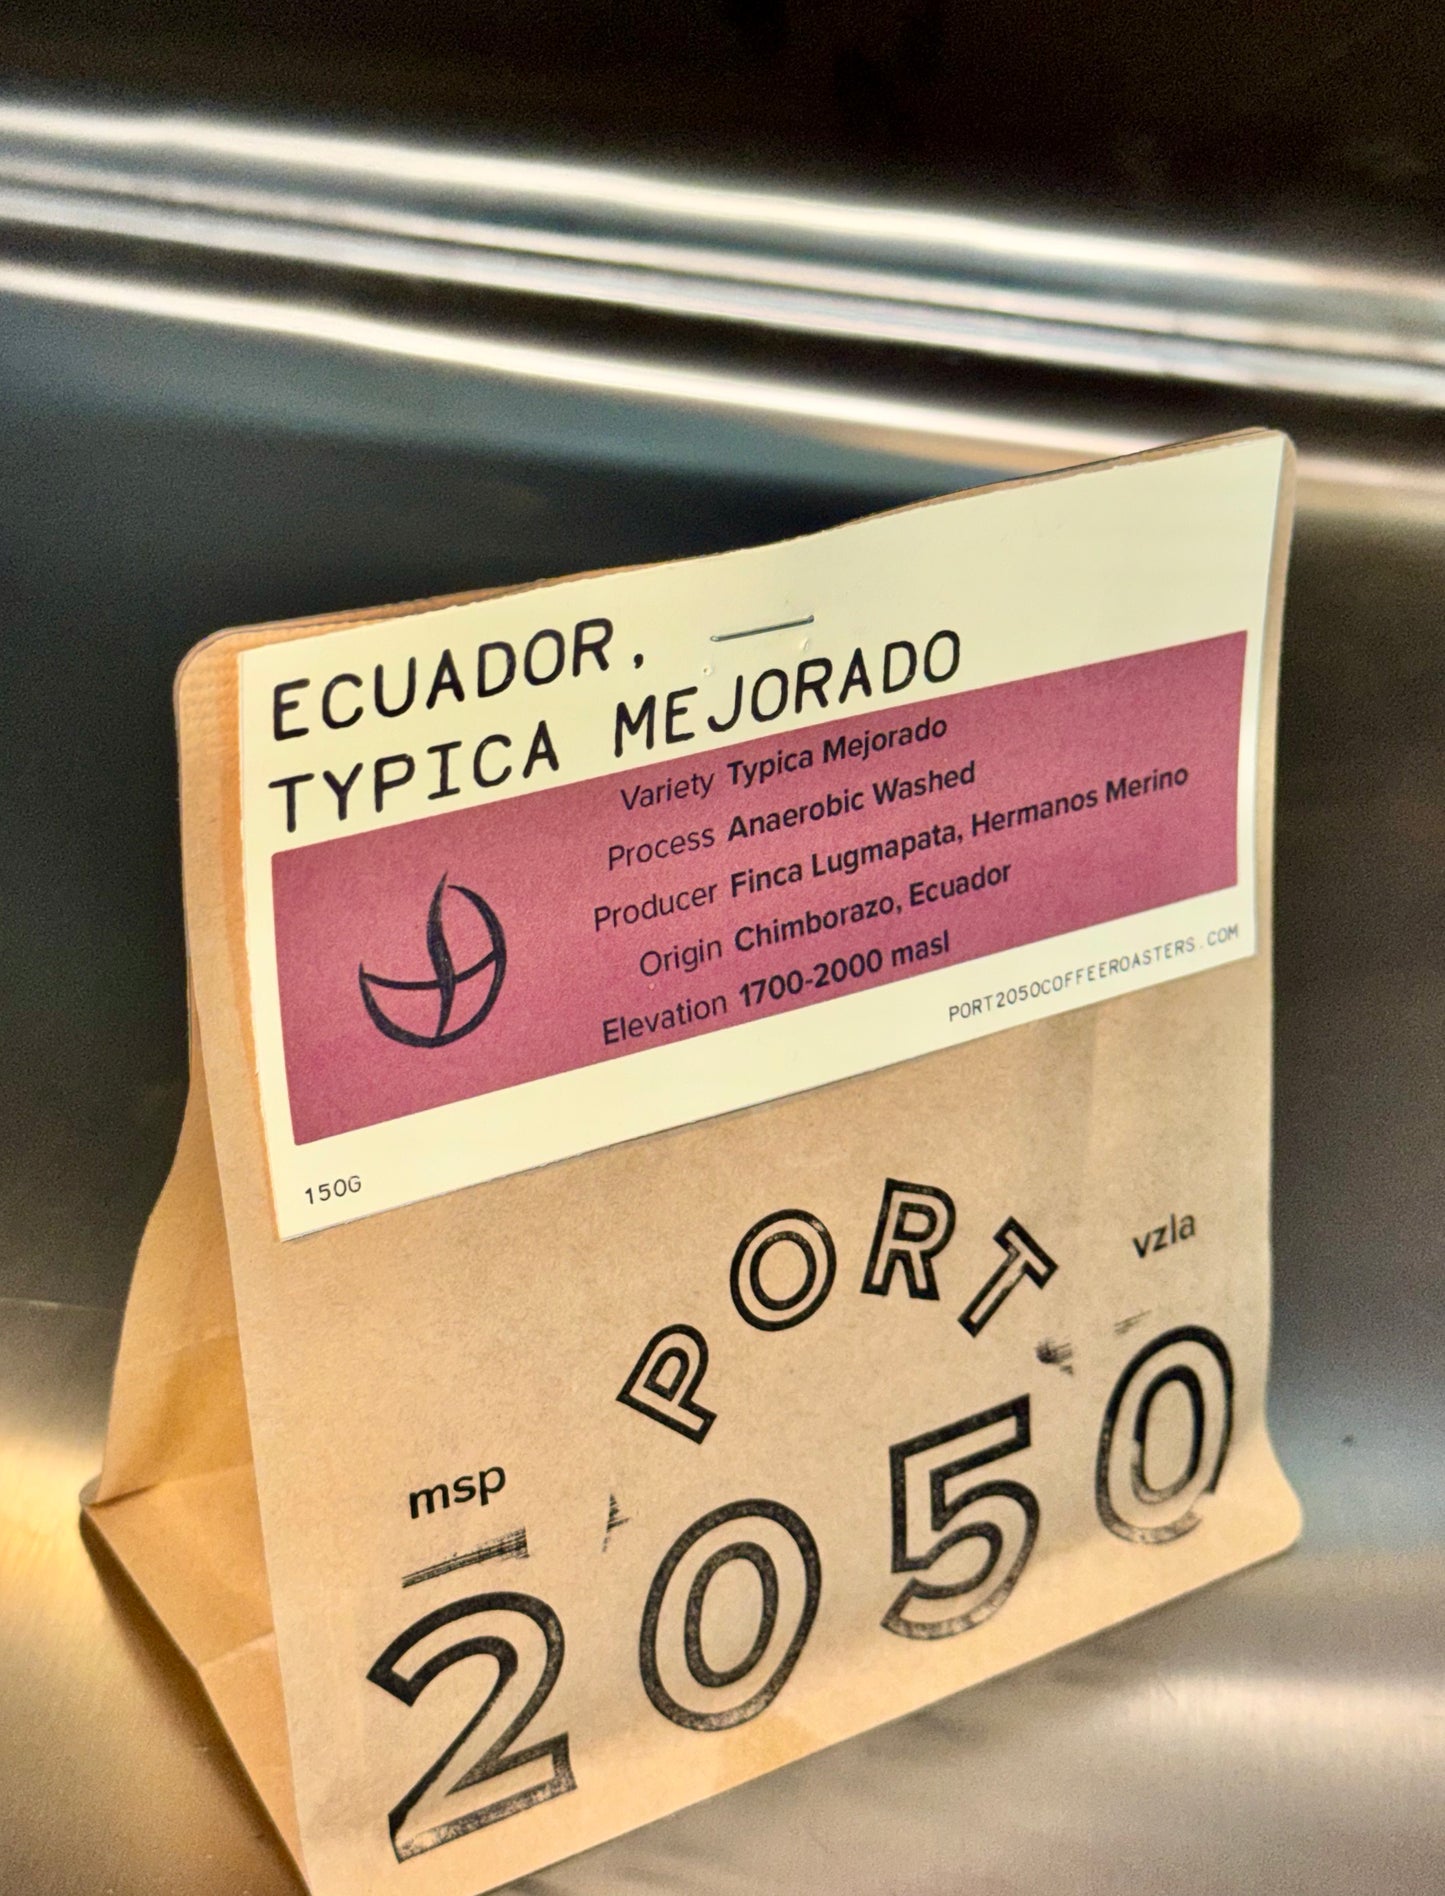 ECUADOR,
TYPICA MEJORADO
Variety Typica Mejorado
Process Anaerobic Washed
Producer Finca Lugmapata, Hermanos Merino
Origin Chimborazo, Ecuador
Elevation 1700-2000 masl
PORT2050COFFEEROASTERS.COM
150G
PORT
vzla
msp
2050